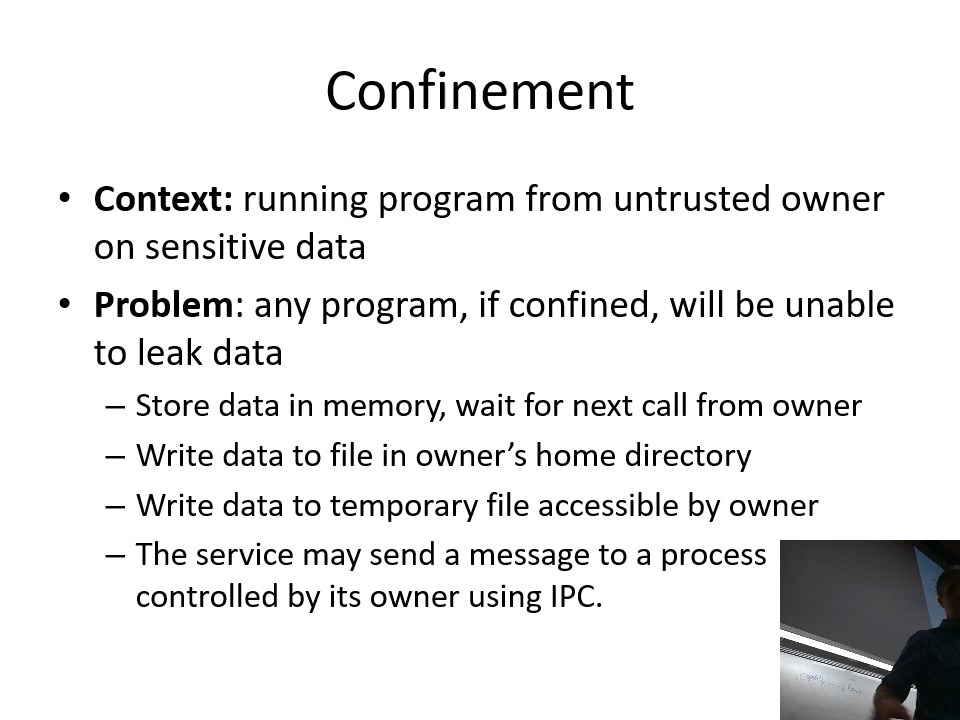 Confinement
• Context: running program from untrusted owner
on sensitive data
• Problem: any program, if confined, will be unable
to leak data
– Store data in memory, wait for next call from owner
– Write data to file in owner’s home directory
– Write data to temporary file accessible by owner
– The service may send a message to a process
controlled by its owner using IPC.